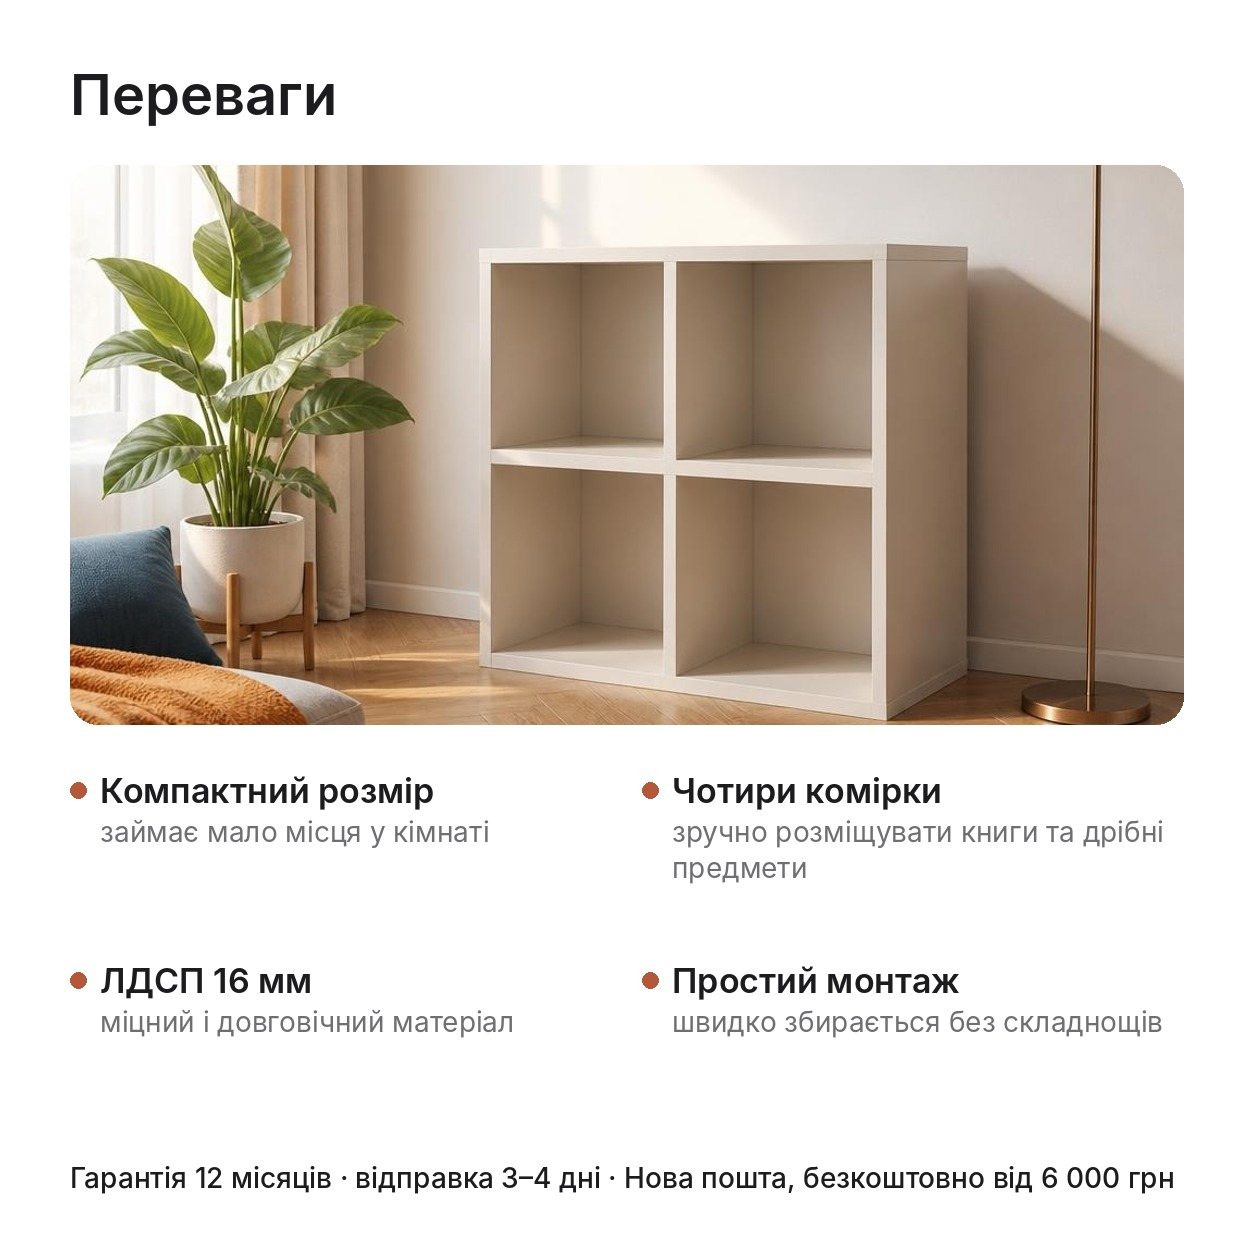 Переваги
Компактний розмір
займає мало місця у кімнаті
Чотири комірки
зручно розміщувати книги та дрібні
предмети
ЛДСП 16 мм
міцний і довговічний матеріал
Простий монтаж
швидко збирається без складнощів
Гарантія 12 місяців · відправка 3–4 дні · Нова пошта, безкоштовно від 6 000 грн